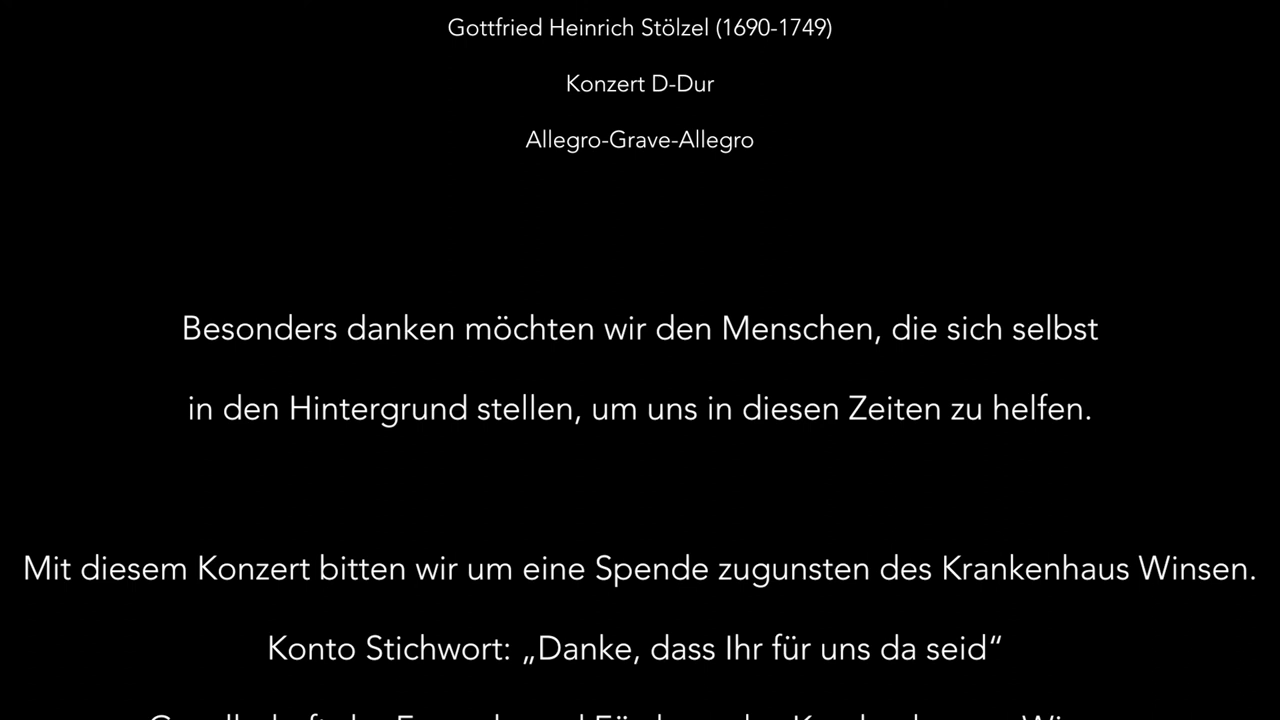 Gottfried Heinrich Stölzel (1690-1749)
Konzert D-Dur
Allegro-Grave-Allegro
Besonders danken möchten wir den Menschen, die sich selbst
in den Hintergrund stellen, um uns in diesen Zeiten zu helfen.
Mit diesem Konzert bitten wir um eine Spende zugunsten des Krankenhaus Winsen.
Konto Stichwort: „Danke, dass Ihr für uns da seid“